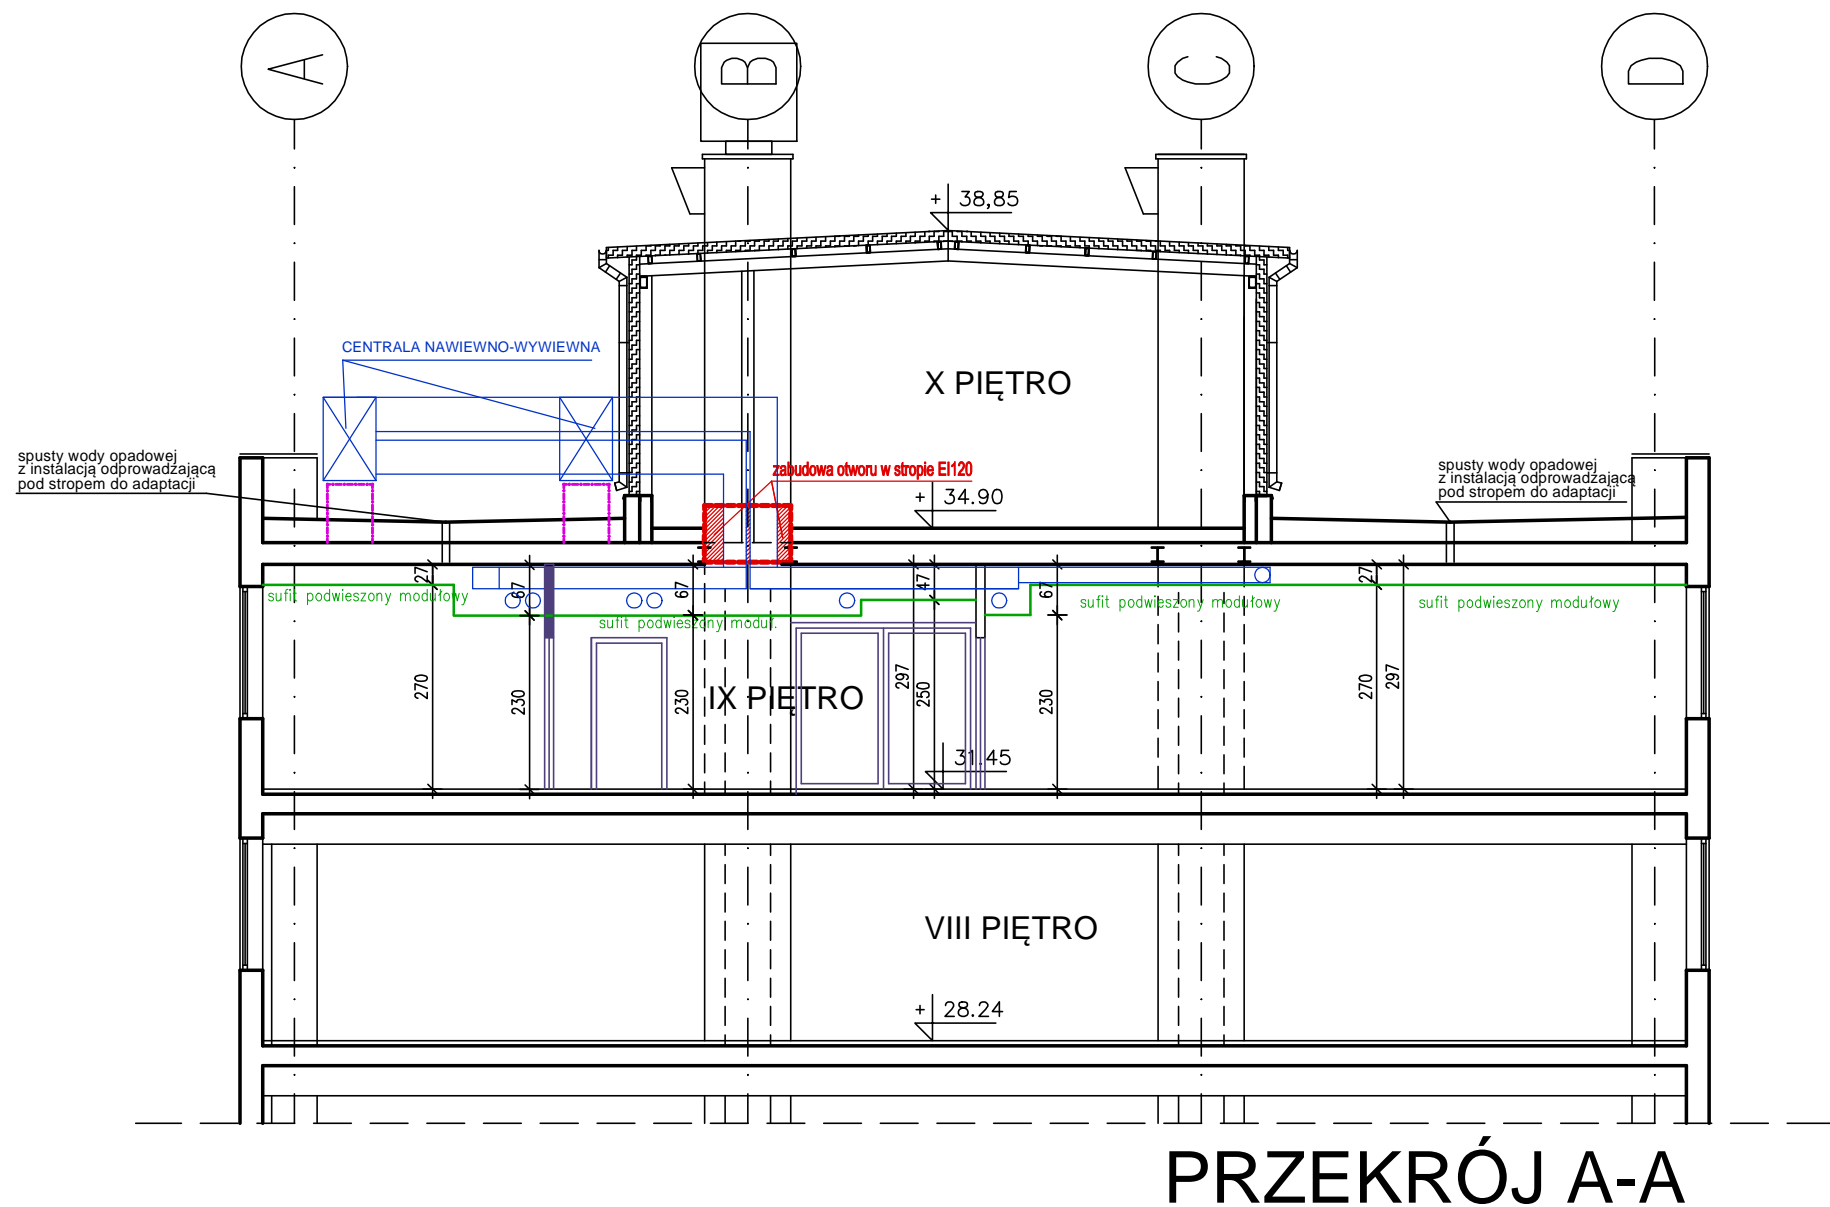 A
B
C
D
+ 38,85
CENTRALA NAWIEWNO-WYWIEWNA
X PIĘTRO
spusty wody opadowej
z instalacją odprowadzającą
pod stropem do adaptacji
zabudowa otworu w stropie EI120
+ 34.90
spusty wody opadowej
z instalacją odprowadzającą
pod stropem do adaptacji
27
67
67
47
67
27
sufit podwieszony modułowy
sufit podwieszony moduł.
sufit podwieszony modułowy
sufit podwieszony modułowy
270
230
230
297
250
230
270
297
IX PIĘTRO
31.45
VIII PIĘTRO
+ 28.24
PRZEKRÓJ A-A